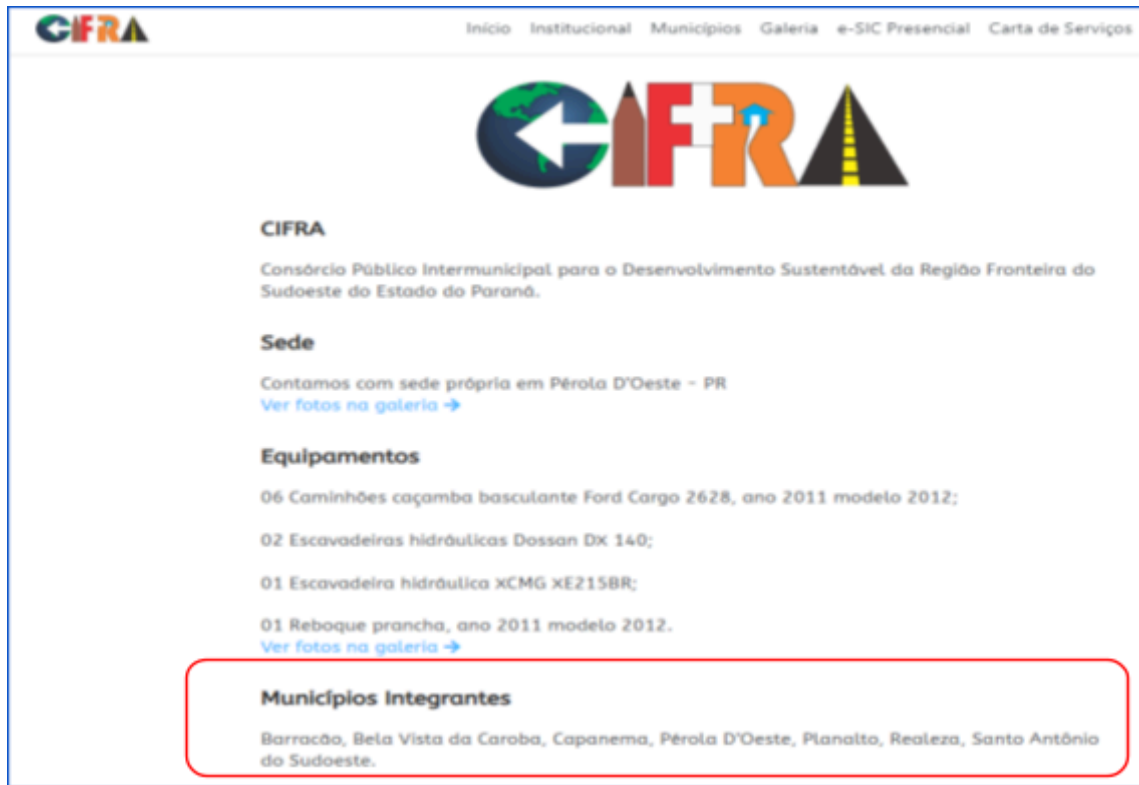 CIFRA Início Institucional Municípios Galeria e-SIC Presencial Carta de Serviços
CIFRA
CIFRA
Consórcio Público Intermunicipal para o Desenvolvimento Sustentável da Região Fronteira do
Sudoeste do Estado do Paraná.
Sede
Contamos com sede própria em Pérola D'Oeste - PR
Ver fotos na galeria →
Equipamentos
06 Caminhões caçamba basculante Ford Cargo 2628, ano 2011 modelo 2012;
02 Escavadeiras hidráulicas Dossan DX 140;
01 Escavadeira hidráulica XCMG XE215BR;
01 Reboque prancha, ano 2011 modelo 2012.
Ver fotos na galeria →
Municípios Integrantes
Barracão, Bela Vista da Caroba, Capanema, Pérola D'Oeste, Planalto, Realeza, Santo Antônio
do Sudoeste.